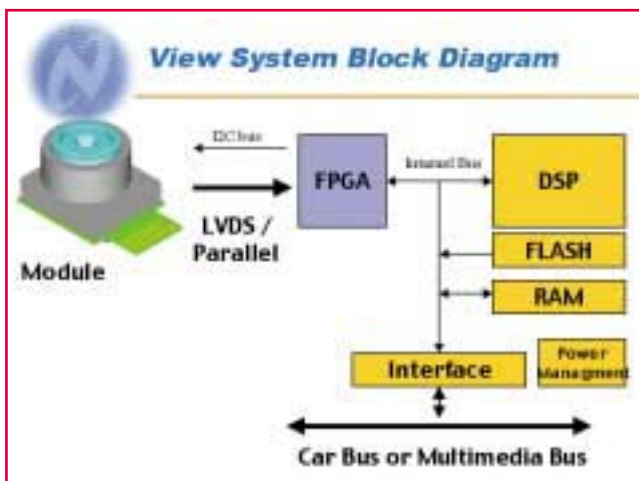 View System Block Diagram
I2C bus
FPGA
Internal Bus
DSP
LVDS /
Parallel
FLASH
Module
RAM
Interface
Power
Managment
Car Bus or Multimedia Bus